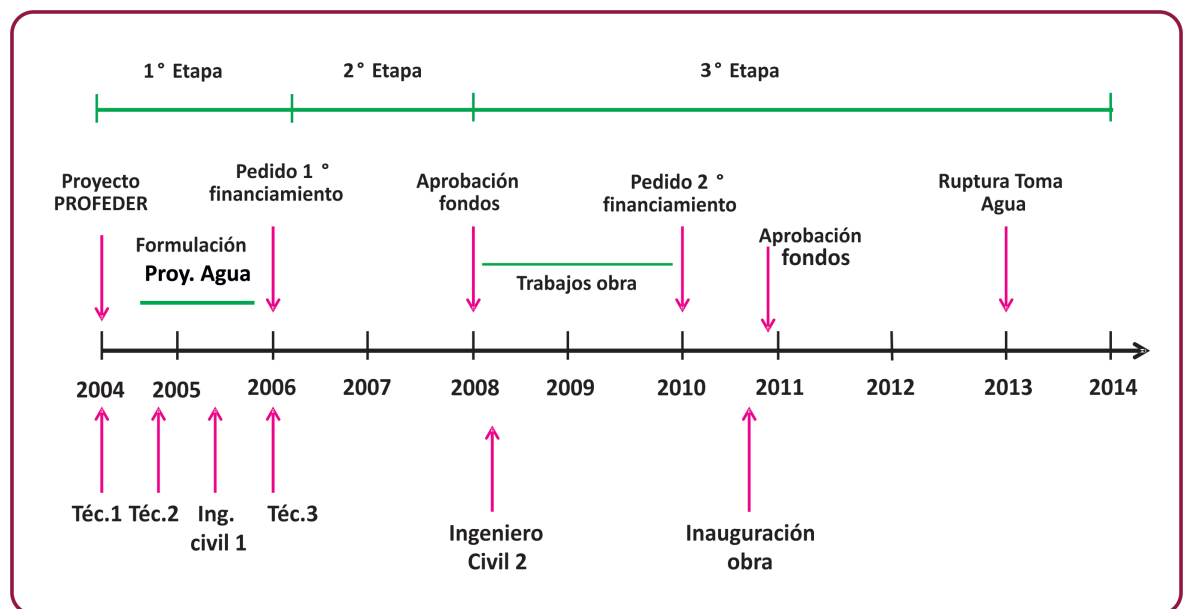 1° Etapa
2° Etapa
3° Etapa
Proyecto
PROFEDER
Pedido 1 °
financiamiento
Aprobación
fondos
Pedido 2 °
financiamiento
Ruptura Toma
Agua
Formulación
Proy. Agua
Trabajos obra
Aprobación
fondos
2004
2005
2006
2007
2008
2009
2010
2011
2012
2013
2014
Téc.1
Téc.2
Ing.
civil 1
Téc.3
Ingeniero
Civil 2
Inauguración
obra